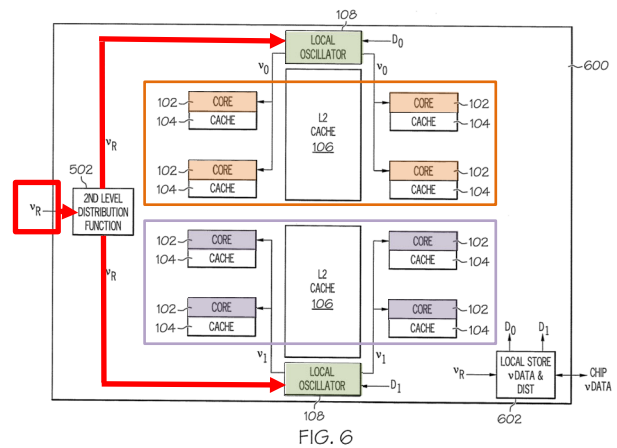 108
LOCAL
OSCILLATOR
D0
ν0
ν0
600
102
CORE
104
CACHE
102
CORE
104
CACHE
L2
CACHE
106
CORE
102
CACHE
104
CORE
102
CACHE
104
νR
502
2ND LEVEL
DISTRIBUTION
FUNCTION
νR
νR
102
CORE
104
CACHE
102
CORE
104
CACHE
L2
CACHE
106
CORE
102
CACHE
104
CORE
102
CACHE
104
ν1
ν1
LOCAL
OSCILLATOR
D1
108
D0
D1
νR
LOCAL STORE
νDATA &
DIST
602
CHIP
νDATA
FIG. 6